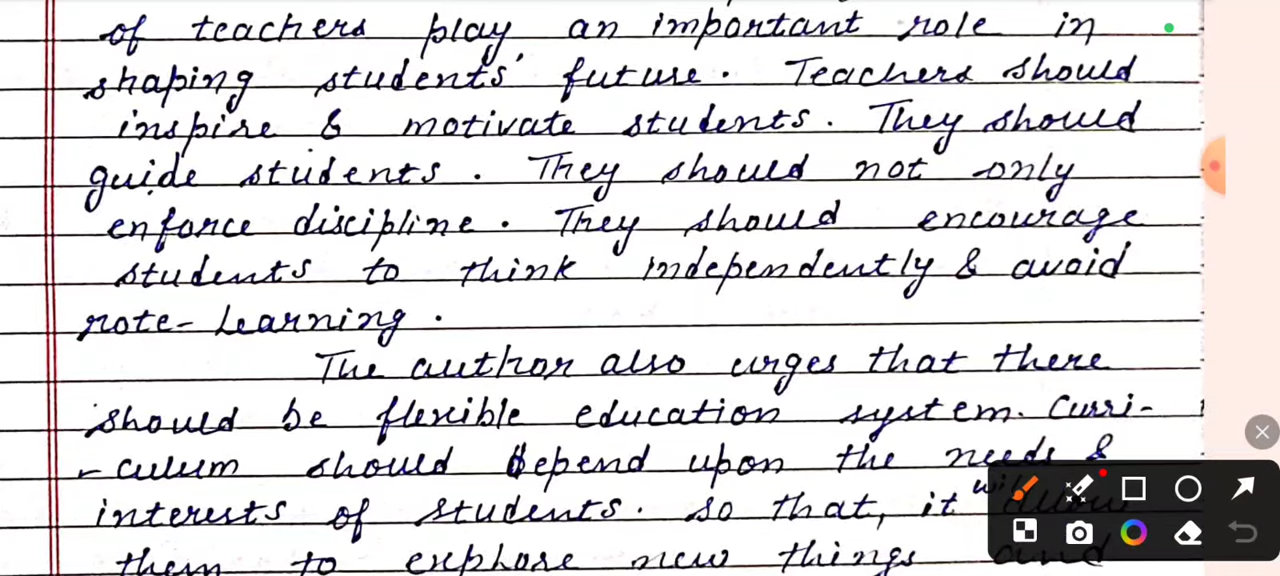 of teachers play an important role in
shaping students' future. Teachers should
inspire & motivate students. They should
guide students. They should not only
enforce discipline. They should encourage
students to think independently & avoid
rote-learning.
The author also urges that there
should be flexible education system. Curri-
-culum should depend upon the needs &
interests of students. so that, it will allow
them to explore new things and